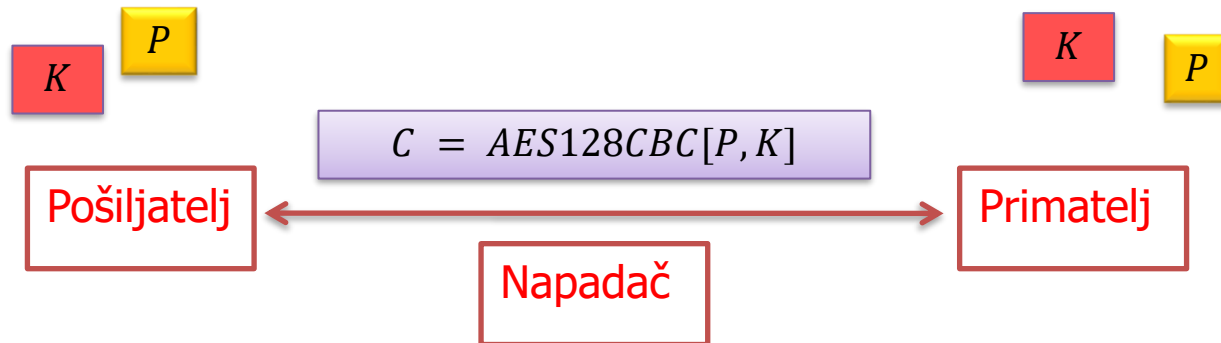 P
K
K
P
C = AES128CBC[P, K]
Pošiljatelj
Primatelj
Napadač